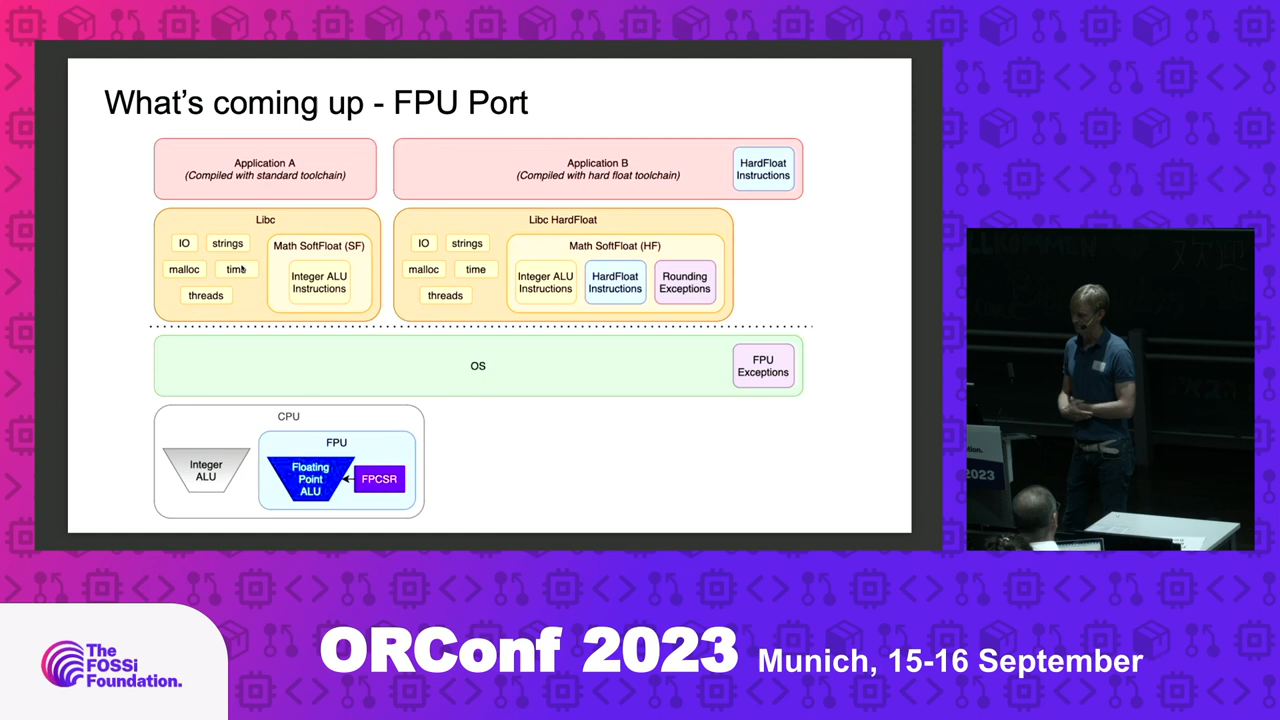 What's coming up - FPU Port
Application A
(Compiled with standard toolchain)
Application B
(Compiled with hard float toolchain)
HardFloat
Instructions
Libc
IO
strings
malloc
time
threads
Math SoftFloat (SF)
Integer ALU
Instructions
Libc HardFloat
IO
strings
malloc
time
threads
Math SoftFloat (HF)
Integer ALU
Instructions
HardFloat
Instructions
Rounding
Exceptions
OS
FPU
Exceptions
CPU
Integer
ALU
FPU
Floating
Point
ALU
FPCSR
2023
The
FOSSi
Foundation.
ORConf 2023
Munich, 15-16 September